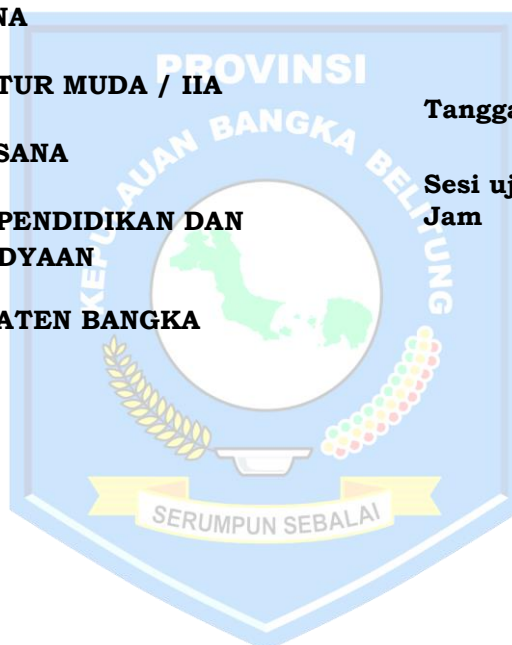 NA
TUR MUDA / IIA
SANA
PENDIDIKAN DAN
DYAAN
ATEN BANGKA
Tangga
Sesi uj
Jam
PROVINSI
KEPULAUAN BANGKA BELITUNG
SERUMPUN SEBALAI